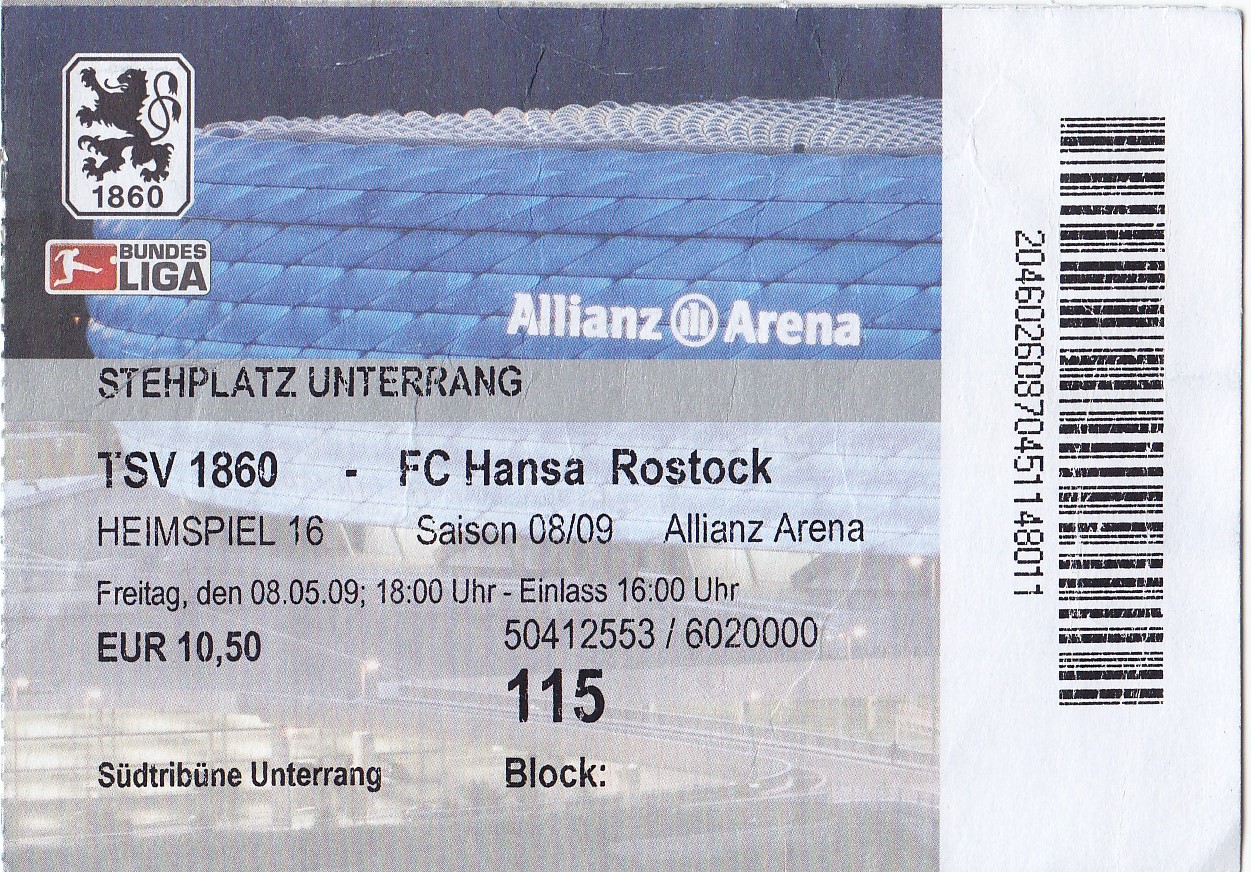 1860
BUNDES
LIGA
Allianz Arena
STEHPLATZ UNTERRANG
TSV 1860 - FC Hansa Rostock
HEIMSPIEL 16 Saison 08/09 Allianz Arena
Freitag, den 08.05.09; 18:00 Uhr - Einlass 16:00 Uhr
EUR 10,50
50412553 / 6020000
115
Südtribüne Unterrang
Block:
20460260870451148011